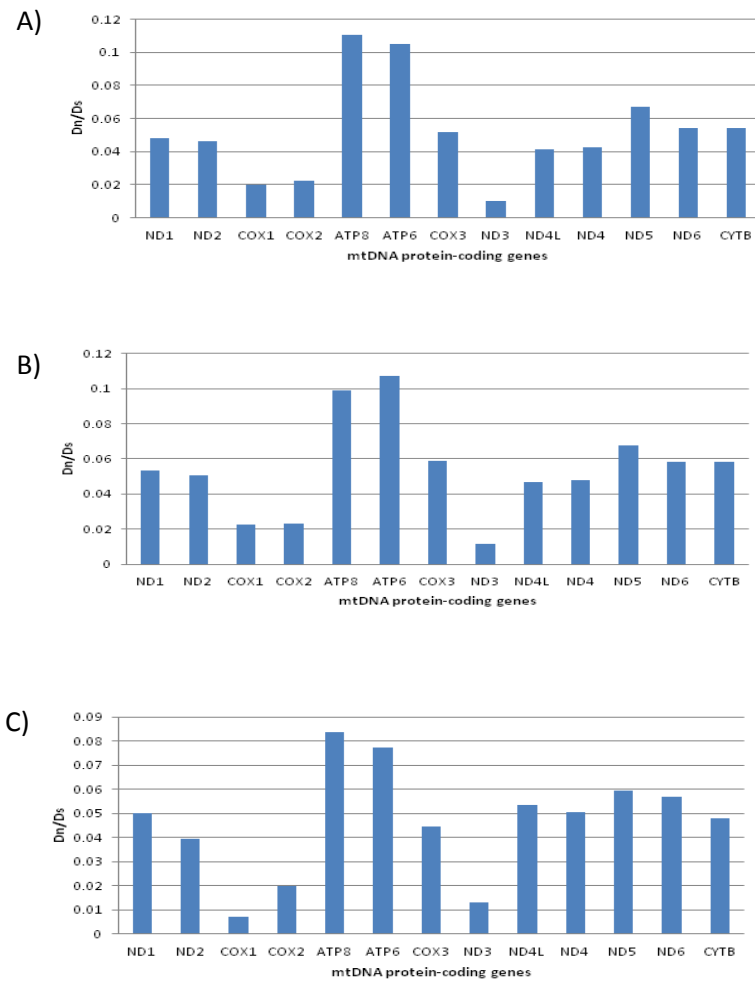 A)
0.12
0.1
0.08
0.06
0.04
0.02
0
Dn/Ds
ND1 ND2 COX1 COX2 ATP8 ATP6 COX3 ND3 ND4L ND4 ND5 ND6 CYTB
mtDNA protein-coding genes
B)
0.12
0.1
0.08
0.06
0.04
0.02
0
Dn/Ds
ND1 ND2 COX1 COX2 ATP8 ATP6 COX3 ND3 ND4L ND4 ND5 ND6 CYTB
mtDNA protein-coding genes
C)
0.09
0.08
0.07
0.06
0.05
0.04
0.03
0.02
0.01
0
Dn/Ds
ND1 ND2 COX1 COX2 ATP8 ATP6 COX3 ND3 ND4L ND4 ND5 ND6 CYTB
mtDNA protein-coding genes